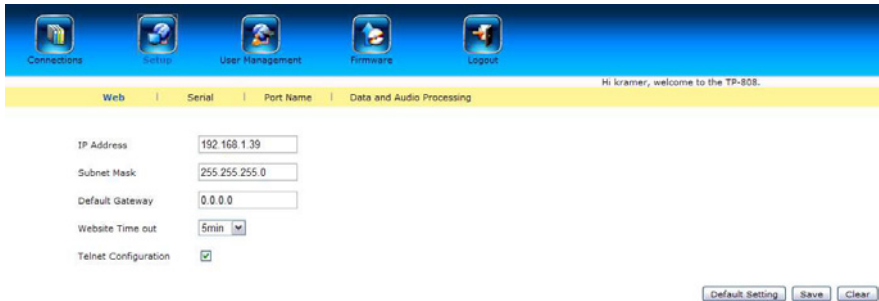 Connections Setup User Management Firmware Logout
Hi kramer, welcome to the TP-808.
Web | Serial | Port Name | Data and Audio Processing
IP Address 192.168.1.39
Subnet Mask 255.255.255.0
Default Gateway 0.0.0.0
Website Time out 5min
Telnet Configuration
Default Setting Save Clear